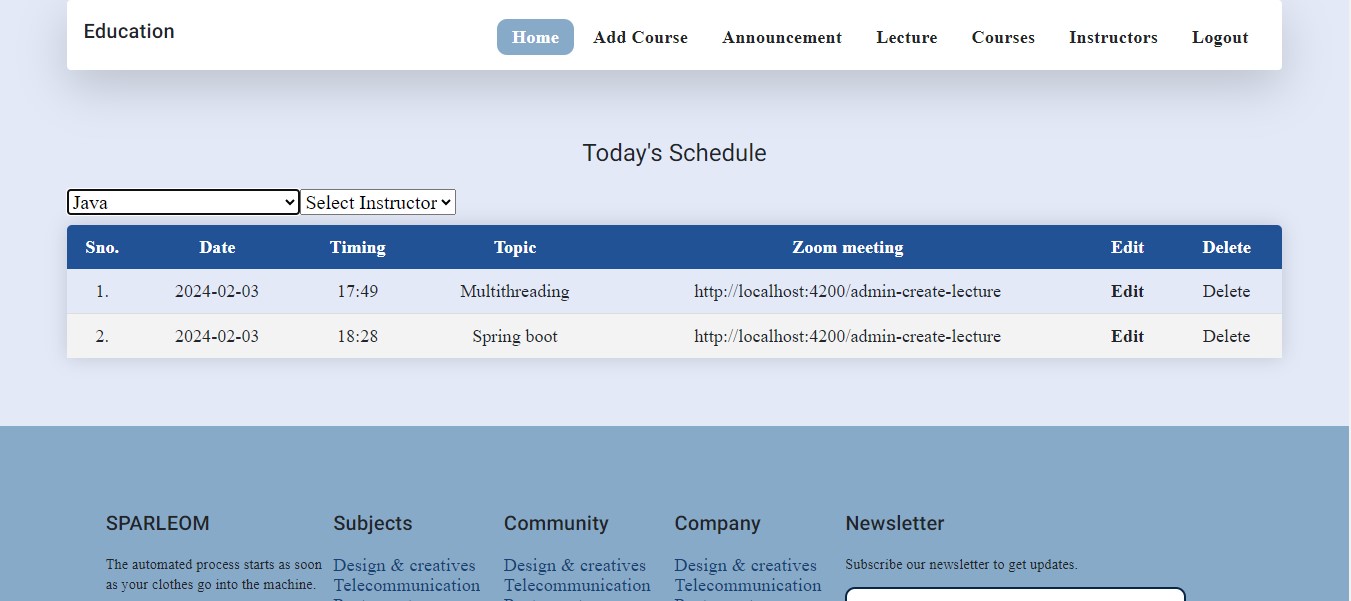 Education
Home Add Course Announcement Lecture Courses Instructors Logout
Today's Schedule
Java Select Instructor
Sno. Date Timing Topic Zoom meeting Edit Delete
1. 2024-02-03 17:49 Multithreading http://localhost:4200/admin-create-lecture Edit Delete
2. 2024-02-03 18:28 Spring boot http://localhost:4200/admin-create-lecture Edit Delete
SPARLEOM Subjects Community Company Newsletter
The automated process starts as soon Design & creatives Design & creatives Design & creatives Subscribe our newsletter to get updates.
as your clothes go into the machine. Telecommunication Telecommunication Telecommunication